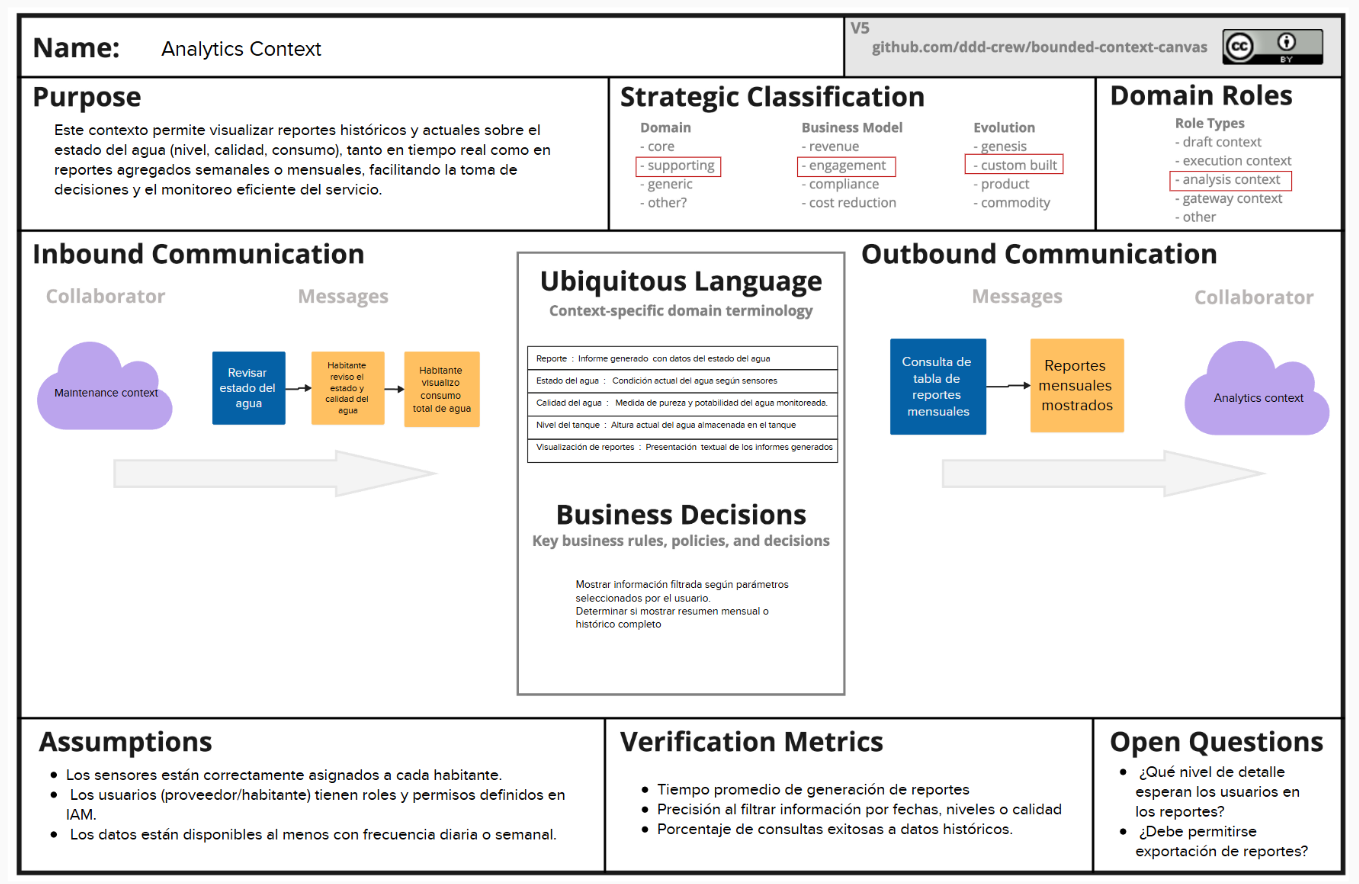 Name:
Analytics Context
V5
github.com/ddd-crew/bounded-context-canvas
cc
BY
Purpose
Este contexto permite visualizar reportes históricos y actuales sobre el
estado del agua (nivel, calidad, consumo), tanto en tiempo real como en
reportes agregados semanales o mensuales, facilitando la toma de
decisiones y el monitoreo eficiente del servicio.
Strategic Classification
Domain
- core
- supporting
- generic
- other?
Business Model
- revenue
- engagement
- compliance
- cost reduction
Evolution
- genesis
- custom built
- product
- commodity
Domain Roles
Role Types
- draft context
- execution context
- analysis context
- gateway context
- other
Inbound Communication
Collaborator
Messages
Maintenance context
Revisar
estado del
agua
Habitante
reviso el
estado y
calidad del
agua
Habitante
visualizo
consumo
total de agua
Ubiquitous Language
Context-specific domain terminology
Reporte : Informe generado con datos del estado del agua
Estado del agua : Condición actual del agua según sensores
Calidad del agua : Medida de pureza y potabilidad del agua monitoreada.
Nivel del tanque : Altura actual del agua almacenada en el tanque
Visualización de reportes : Presentación textual de los informes generados
Business Decisions
Key business rules, policies, and decisions
Mostrar información filtrada según parámetros
seleccionados por el usuario.
Determinar si mostrar resumen mensual o
histórico completo
Outbound Communication
Messages
Collaborator
Consulta de
tabla de
reportes
mensuales
Reportes
mensuales
mostrados
Analytics context
Assumptions
• Los sensores están correctamente asignados a cada habitante.
• Los usuarios (proveedor/habitante) tienen roles y permisos definidos en
IAM.
• Los datos están disponibles al menos con frecuencia diaria o semanal.
Verification Metrics
• Tiempo promedio de generación de reportes
• Precisión al filtrar información por fechas, niveles o calidad
• Porcentaje de consultas exitosas a datos históricos.
Open Questions
• ¿Qué nivel de detalle
esperan los usuarios en
los reportes?
• ¿Debe permitirse
exportación de reportes?